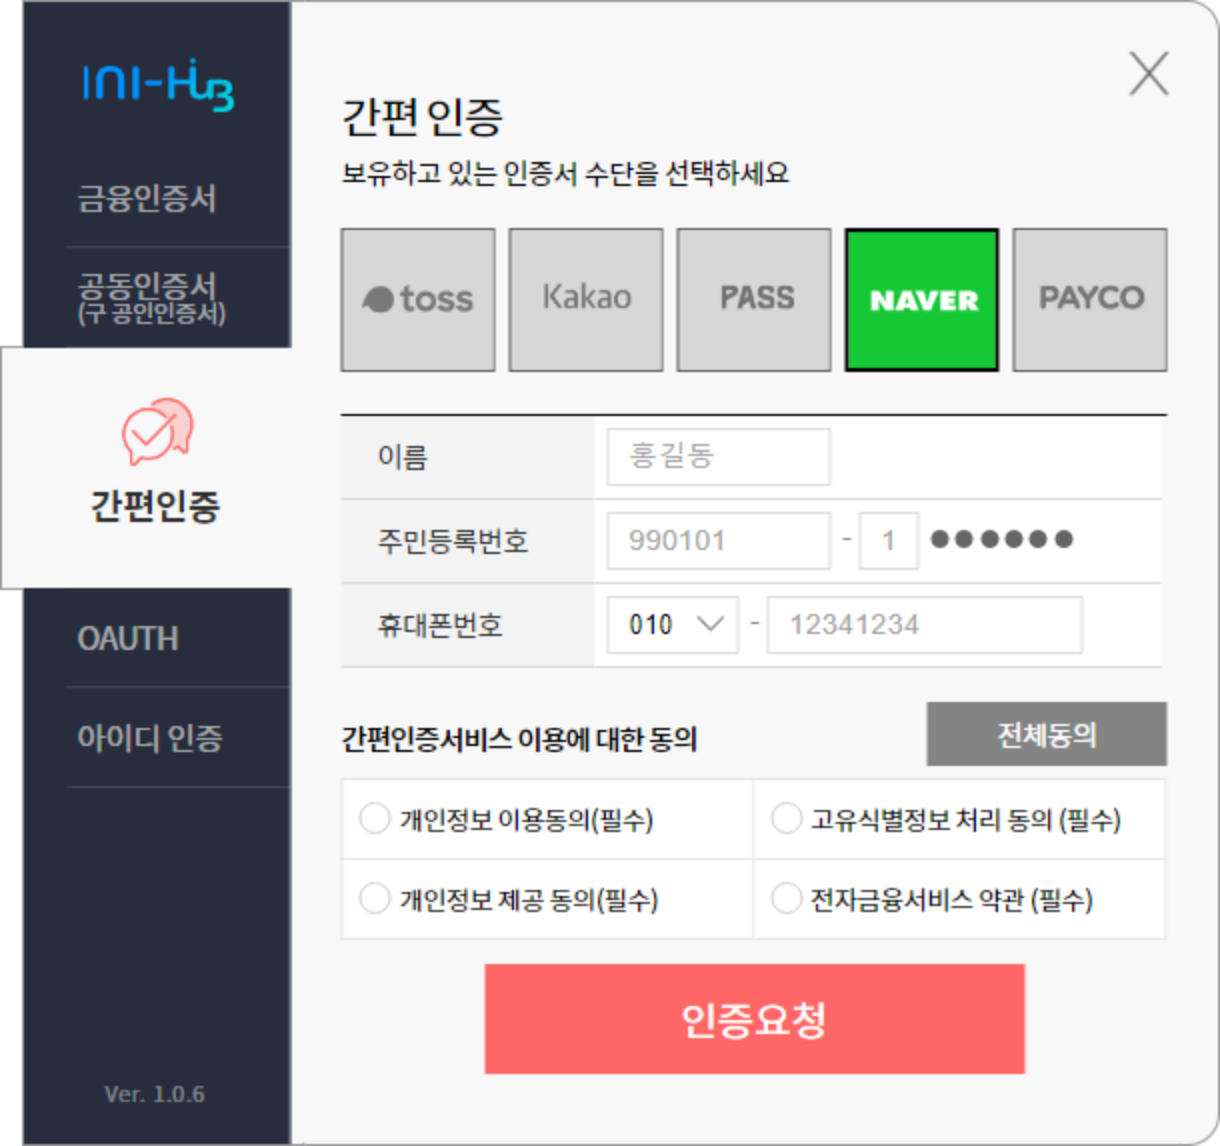 INI-HUB
금융인증서
공동인증서
(구 공인인증서)
간편인증
OAUTH
아이디 인증
Ver. 1.0.6
간편 인증
보유하고 있는 인증서 수단을 선택하세요
toss Kakao PASS NAVER PAYCO
이름 홍길동
주민등록번호 990101 - 1 ●●●●●●
휴대폰번호 010 - 12341234
간편인증서비스 이용에 대한 동의 전체동의
개인정보 이용동의(필수) 고유식별정보 처리 동의 (필수)
개인정보 제공 동의(필수) 전자금융서비스 약관 (필수)
인증요청